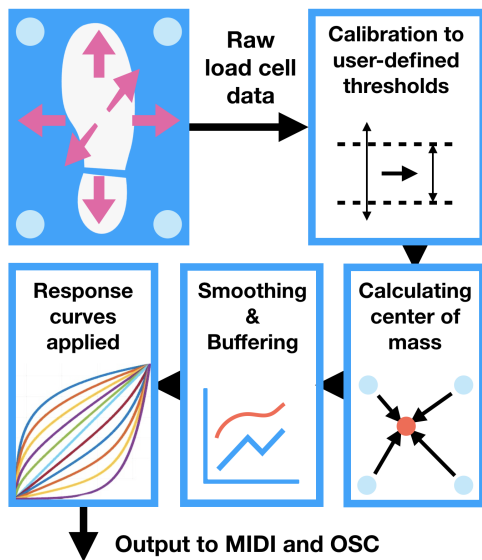 Raw
load cell
data
Calibration to
user-defined
thresholds
Calculating
center of
mass
Smoothing
&
Buffering
Response
curves
applied
Output to MIDI and OSC